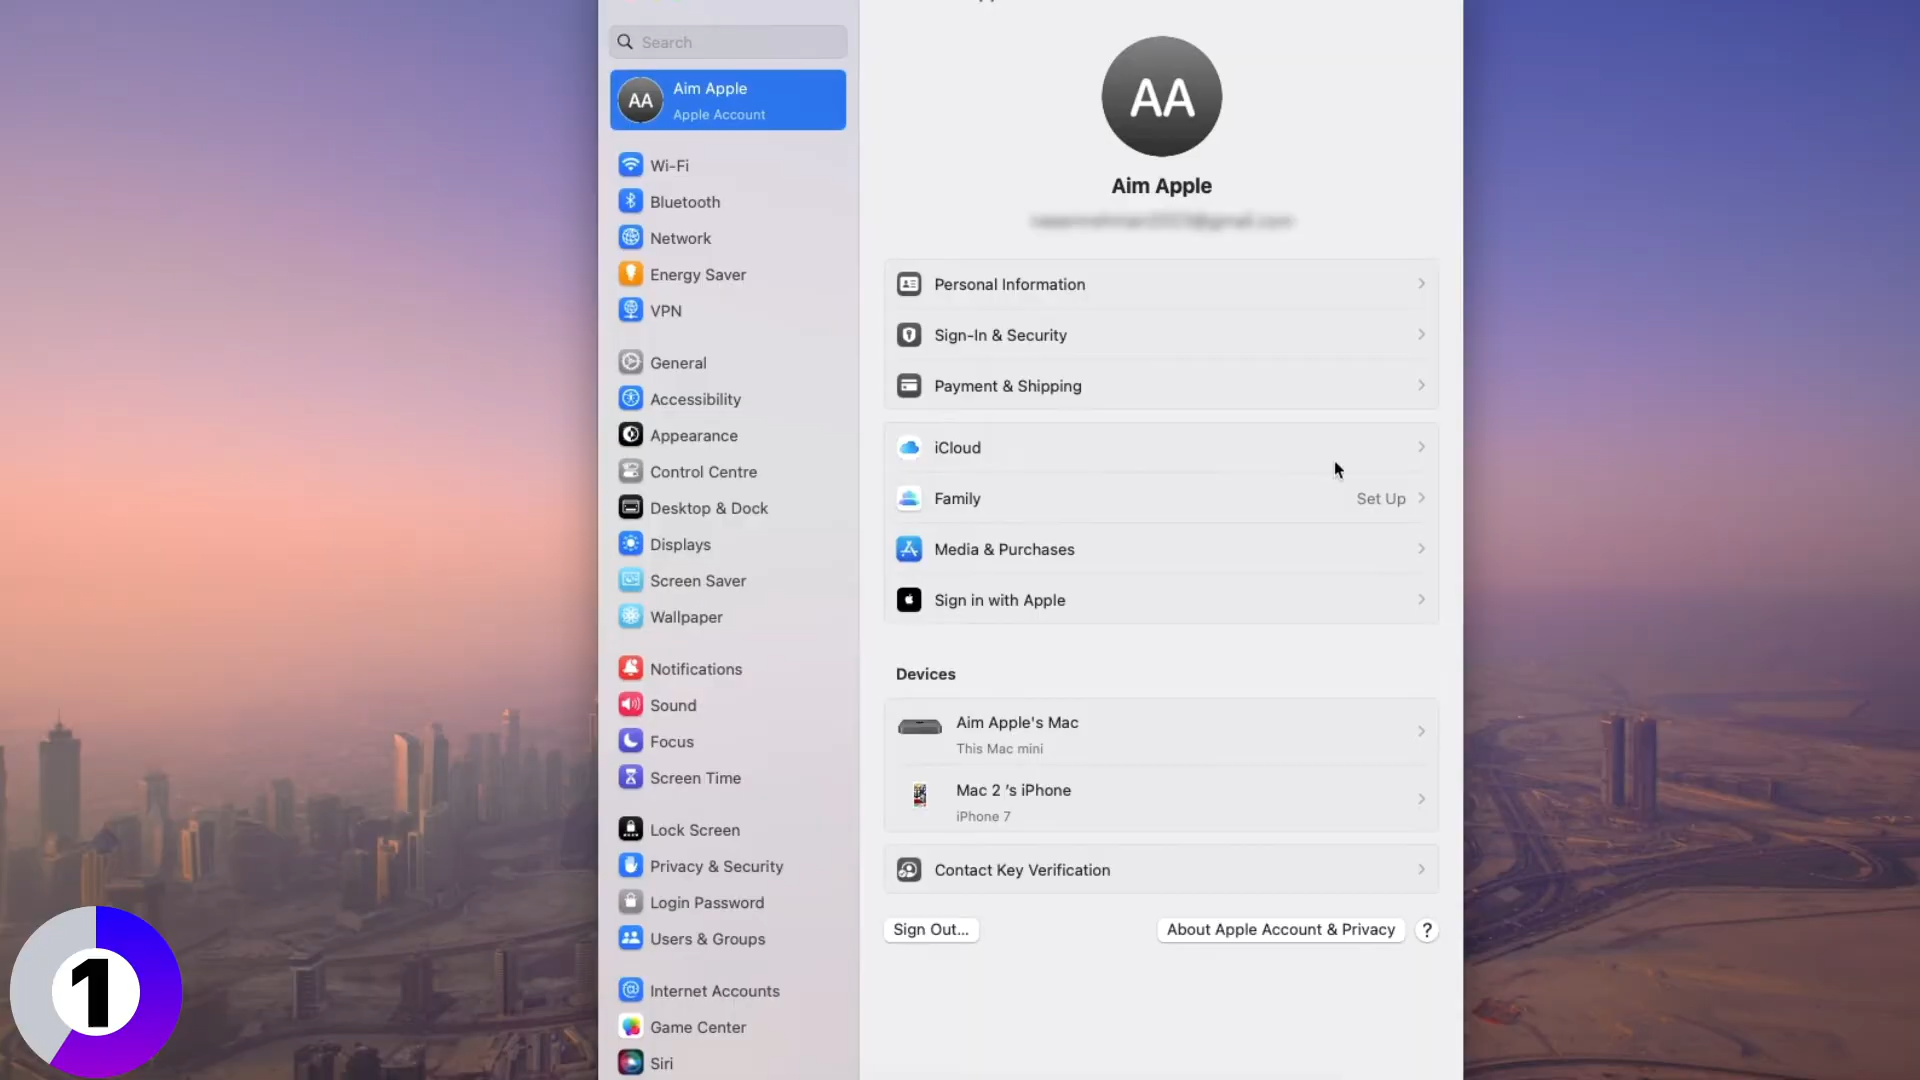 Search
AA
Aim Apple
Apple Account
Wi-Fi
Bluetooth
Network
Energy Saver
VPN
General
Accessibility
Appearance
Control Centre
Desktop & Dock
Displays
Screen Saver
Wallpaper
Notifications
Sound
Focus
Screen Time
Lock Screen
Privacy & Security
Login Password
Users & Groups
Internet Accounts
Game Center
Siri
AA
Aim Apple
Personal Information
Sign-In & Security
Payment & Shipping
iCloud
Family Set Up
Media & Purchases
Sign in with Apple
Devices
Aim Apple's Mac
This Mac mini
Mac 2 's iPhone
iPhone 7
Contact Key Verification
Sign Out...
About Apple Account & Privacy ?
1